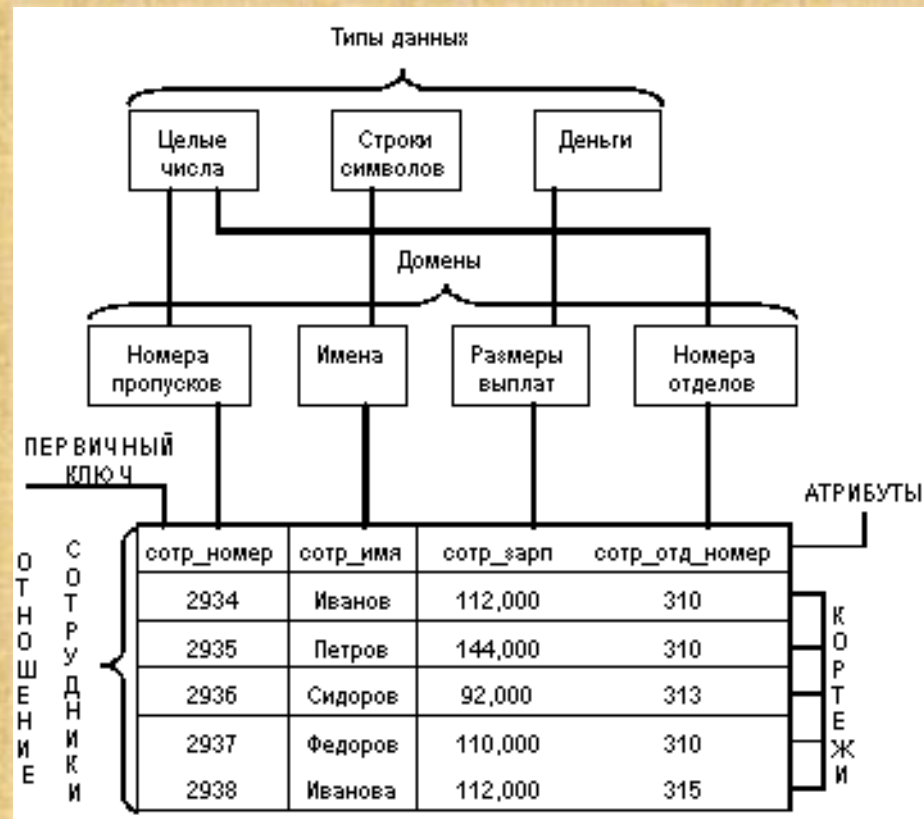 Типы данных
Целые
числа
Строки
символов
Деньги
Домены
Номера
пропусков
Имена
Размеры
выплат
Номера
отделов
ПЕРВИЧНЫЙ
КЛЮЧ
АТРИБУТЫ
ОТНОШЕНИЕ
СОТРУДНИКИ
сотр_номер сотр_имя сотр_зарп сотр_отд_номер
2934 Иванов 112,000 310
2935 Петров 144,000 310
2936 Сидоров 92,000 313
2937 Федоров 110,000 310
2938 Иванова 112,000 315
КОРТЕЖИ